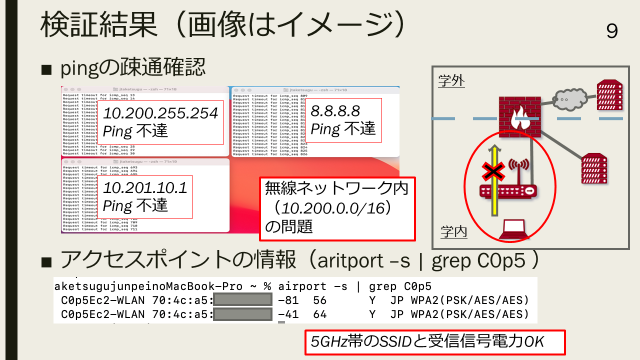 検証結果（画像はイメージ）
9
■ pingの疎通確認
10.200.255.254
Ping 不達
8.8.8.8
Ping 不達
10.201.10.1
Ping 不達
無線ネットワーク内
（10.200.0.0/16）
の問題
学外
学内
■ アクセスポイントの情報（aritport –s | grep C0p5 ）
aketsugujunpeinoMacBook-Pro ~ % airport -s | grep C0p5
C0p5Ec2-WLAN 70:4c:a5: -81 56 Y JP WPA2(PSK/AES/AES)
C0p5Ec2-WLAN 70:4c:a5: -41 64 Y JP WPA2(PSK/AES/AES)
5GHz帯のSSIDと受信信号電力OK